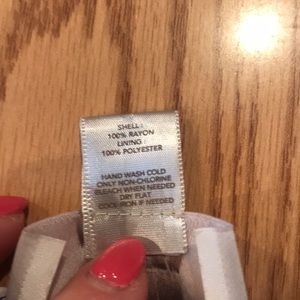 SHELL:
100% RAYON
LINING:
100% POLYESTER
HAND WASH COLD
ONLY NON-CHLORINE
BLEACH WHEN NEEDED
DRY FLAT
COOL IRON IF NEEDED